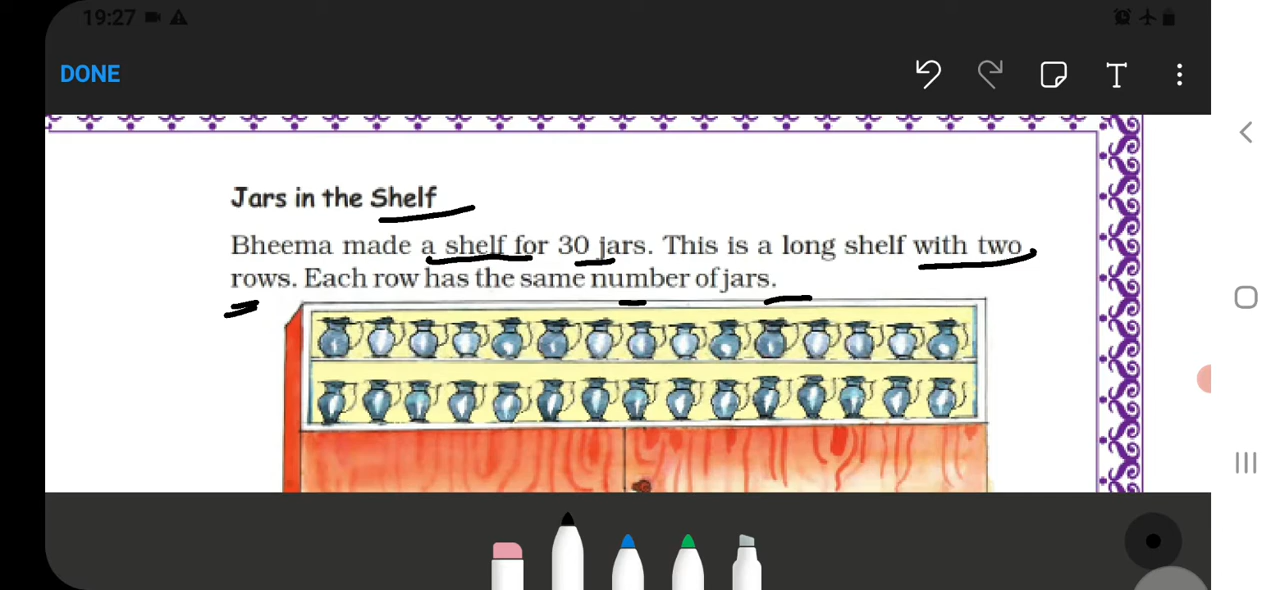 19:27
DONE
T
Jars in the Shelf
Bheema made a shelf for 30 jars. This is a long shelf with two
rows. Each row has the same number of jars.